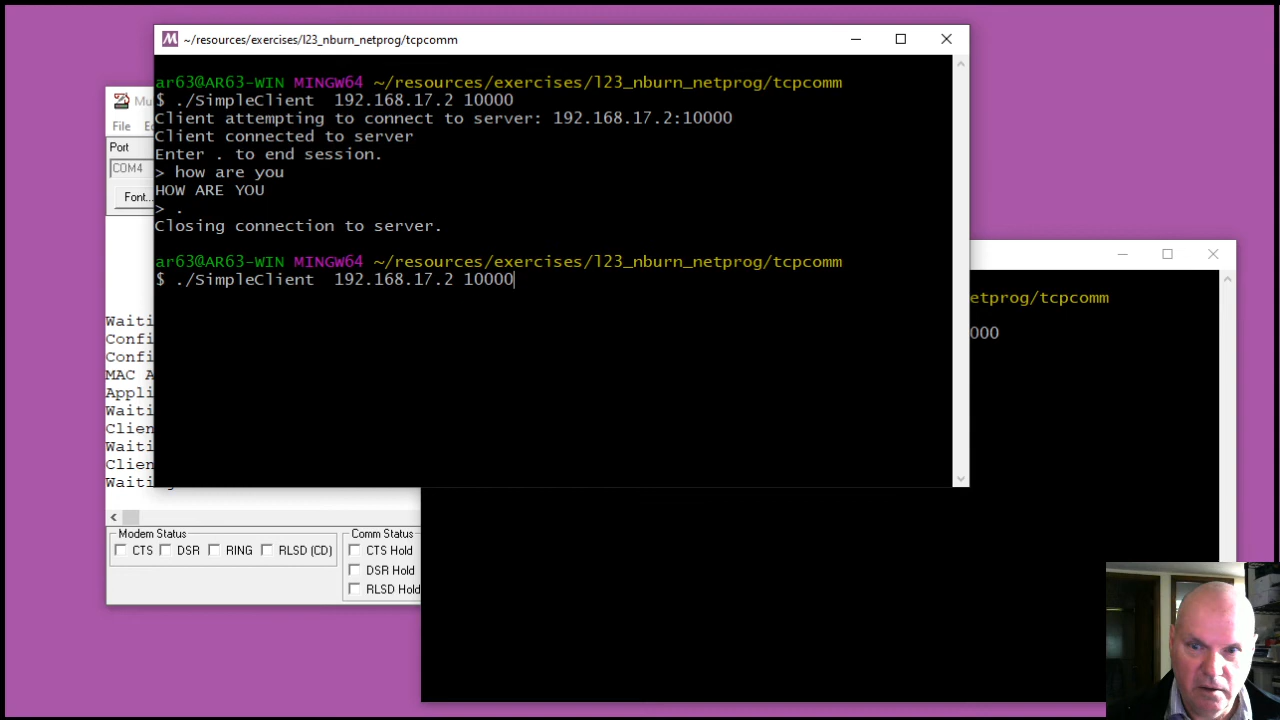 ~/resources/exercises/l23_nburn_netprog/tcpcomm
ar63@AR63-WIN MINGW64 ~/resources/exercises/l23_nburn_netprog/tcpcomm
$ ./SimpleClient  192.168.17.2 10000
Client attempting to connect to server: 192.168.17.2:10000
Client connected to server
Enter . to end session.
> how are you
HOW ARE YOU
> .
Closing connection to server.
ar63@AR63-WIN MINGW64 ~/resources/exercises/l23_nburn_netprog/tcpcomm
$ ./SimpleClient  192.168.17.2 10000
Mu
File E
Port
COM4
Font...
Waiti
Confi
Confi
MAC A
Appli
Waiti
Clien
Waiti
Clien
Waiti
Modem Status
CTS DSR RING RLSD (CD)
Comm Status
CTS Hold
DSR Hold
RLSD Hold
etprog/tcpcomm
000